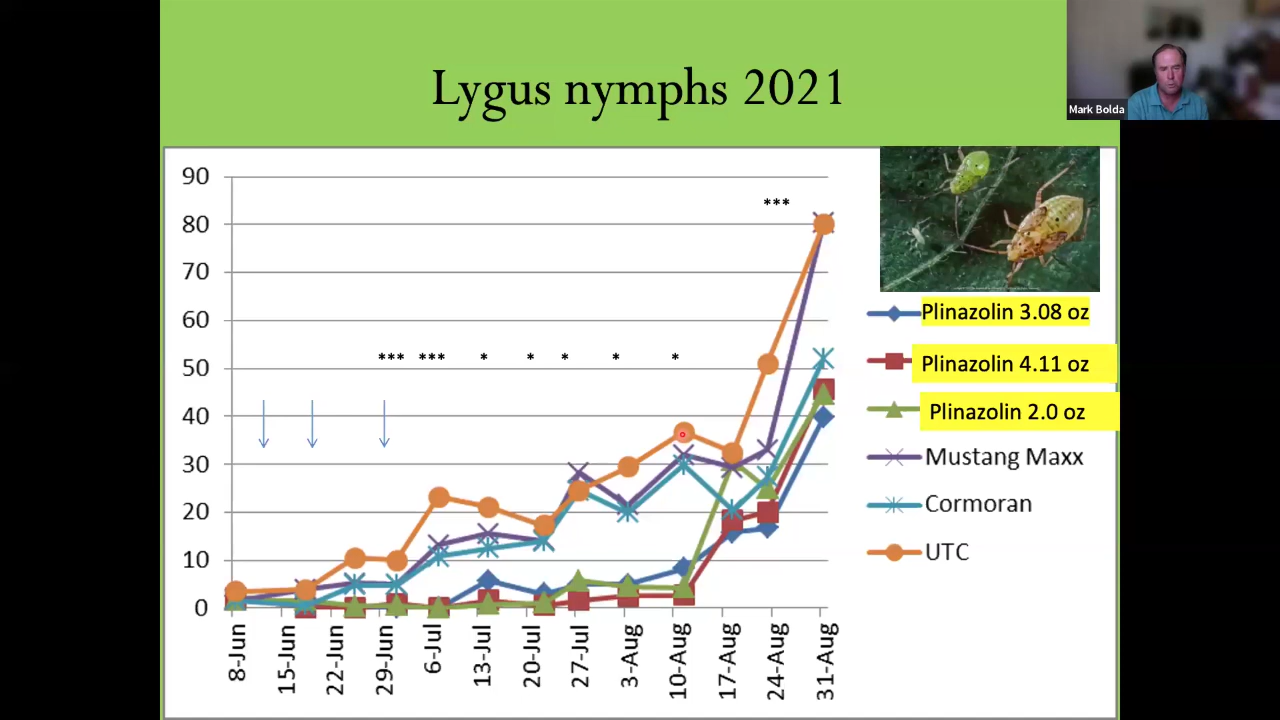 Lygus nymphs 2021
Mark Bolda
90
80
70
60
50
40
30
20
10
0
***
*** *** * * * * *
8-Jun
15-Jun
22-Jun
29-Jun
6-Jul
13-Jul
20-Jul
27-Jul
3-Aug
10-Aug
17-Aug
24-Aug
31-Aug
Plinazolin 3.08 oz
Plinazolin 4.11 oz
Plinazolin 2.0 oz
Mustang Maxx
Cormoran
UTC